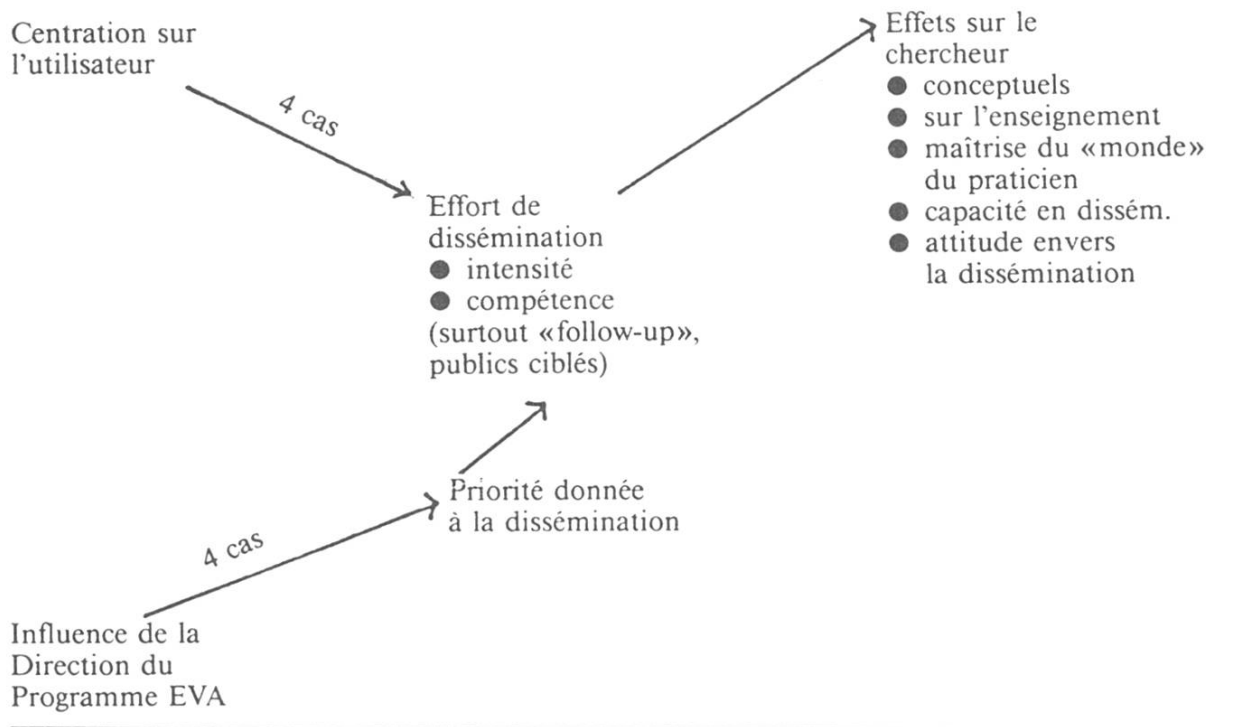 Centration sur
l'utilisateur
4 cas
Effort de
dissémination
● intensité
● compétence
(surtout «follow-up»,
publics ciblés)
Effets sur le
chercheur
● conceptuels
● sur l'enseignement
● maîtrise du «monde»
du praticien
● capacité en dissém.
● attitude envers
la dissémination
Priorité donnée
à la dissémination
4 cas
Influence de la
Direction du
Programme EVA